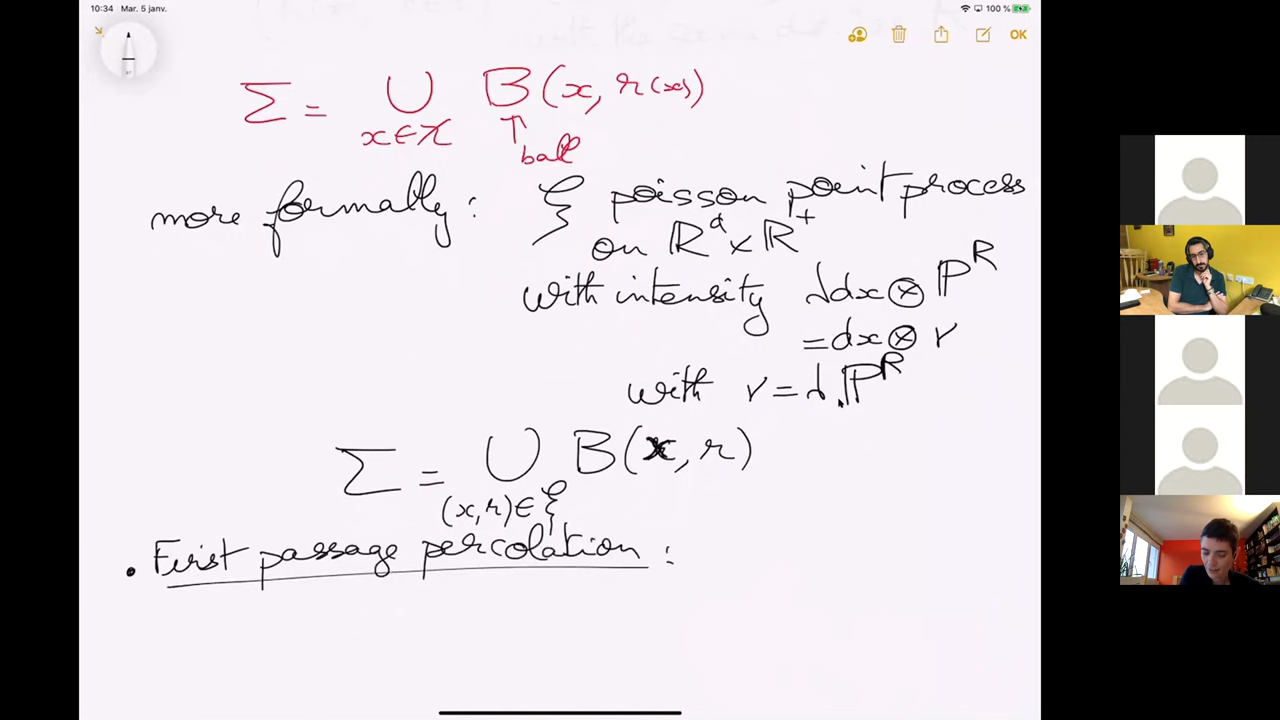 10:34 Mar. 5 janv.
100 %
OK
Σ = ∪ B(x, r(x))
x∈χ ↑ ball
more formally : ξ poisson point process
on ℝ^d × ℝ^+
with intensity λdx ⊗ ℙ^R
= dx ⊗ ν
with ν = λ.ℙ^R
Σ = ∪ B(x, r)
(x, r) ∈ ξ
• First passage percolation :